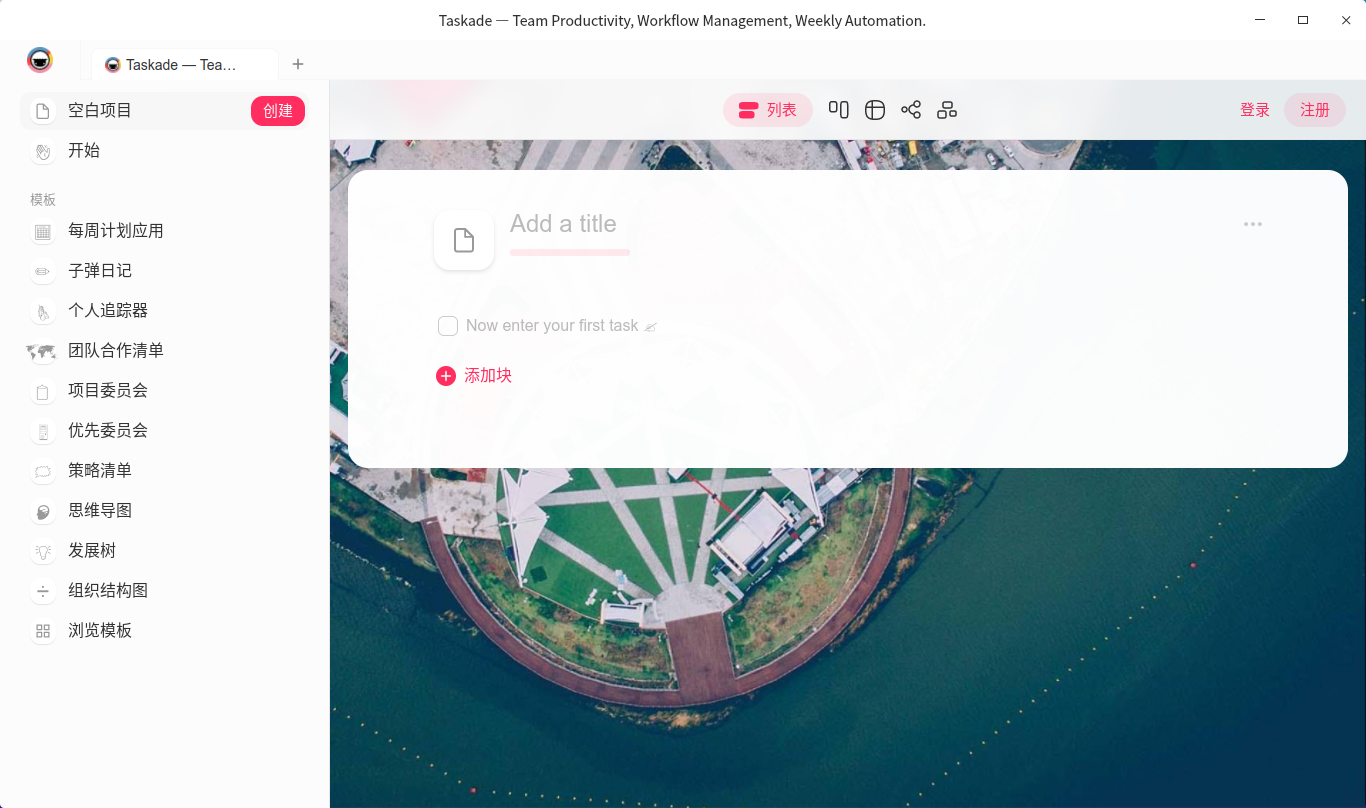 Taskade — Team Productivity, Workflow Management, Weekly Automation.
Taskade — Tea…
空白项目 创建
开始
模板
每周计划应用
子弹日记
个人追踪器
团队合作清单
项目委员会
优先委员会
策略清单
思维导图
发展树
组织结构图
浏览模板
列表
登录 注册
Add a title
Now enter your first task
添加块